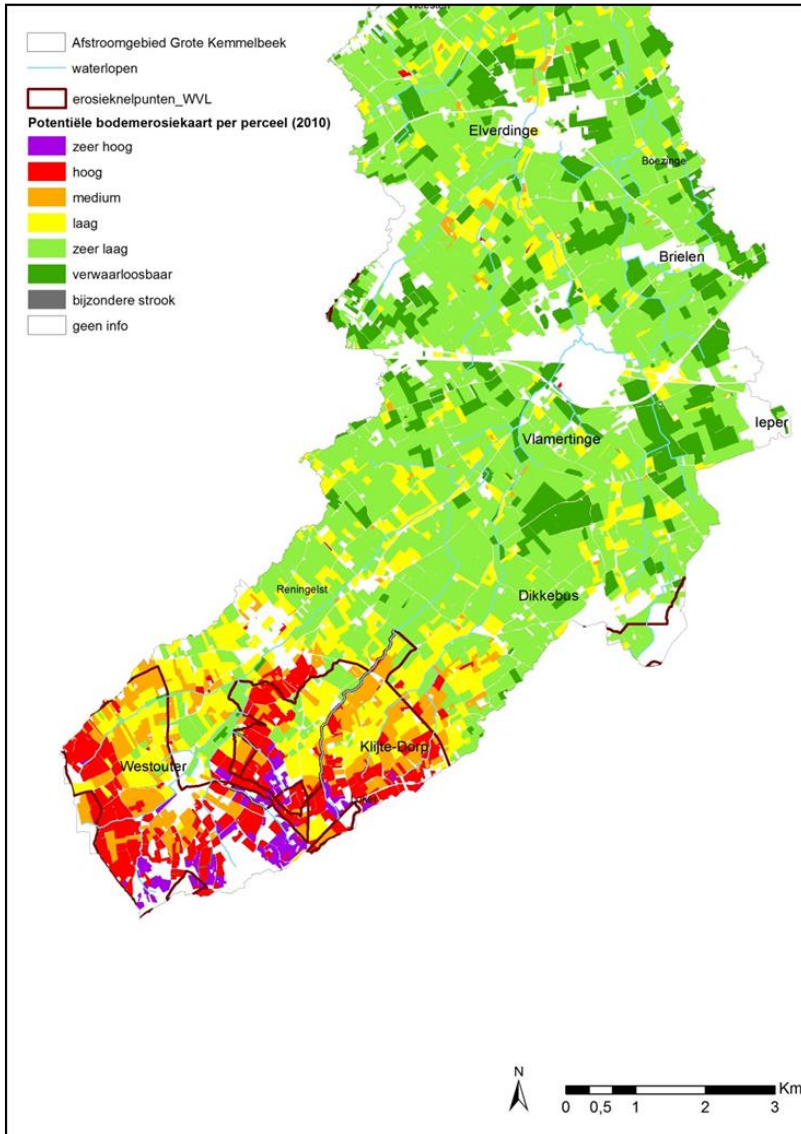 Afstroomgebied Grote Kemmelbeek
waterlopen
erosieknelpunten_WVL
Potentiële bodemerosiekaart per perceel (2010)
zeer hoog
hoog
medium
laag
zeer laag
verwaarloosbaar
bijzondere strook
geen info
Elverdinge
Boezinge
Brielen
Ieper
Vlamertinge
Dikkebus
Reningelst
Klijte-Dorp
Westouter
N
Km
0 0,5 1 2 3